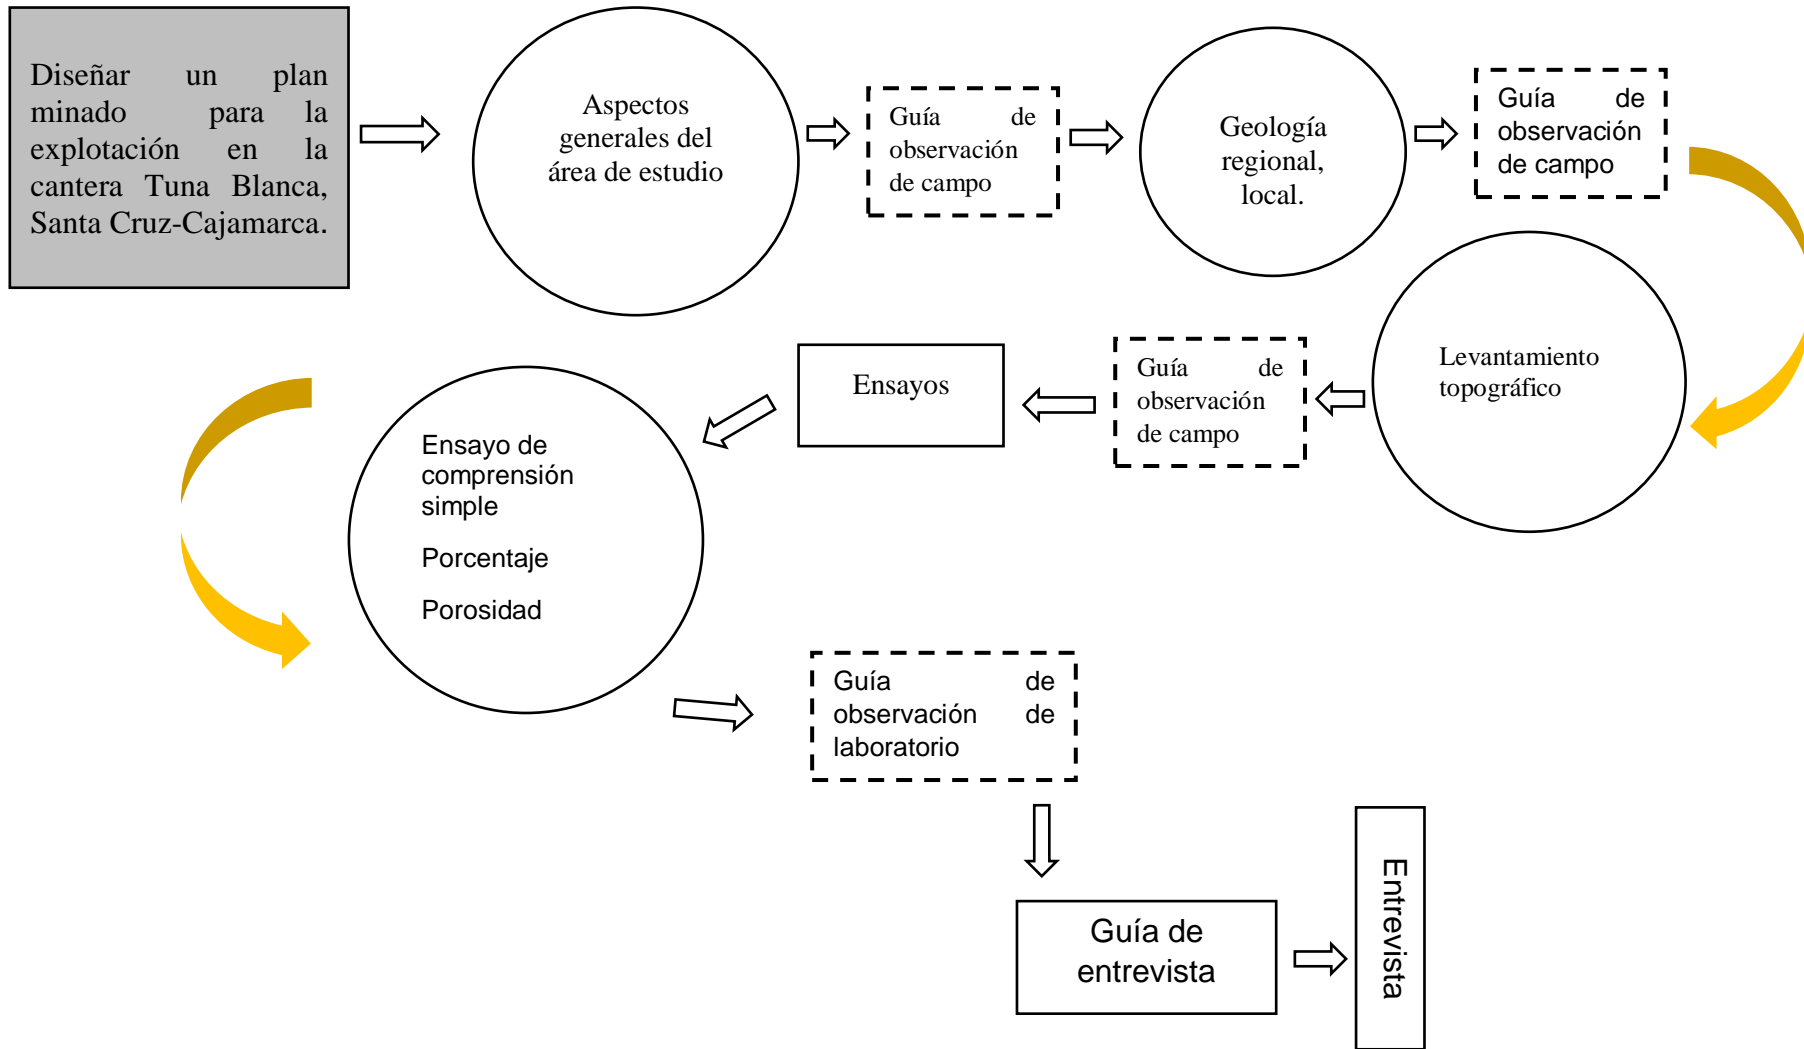 Diseñar un plan
minado para la
explotación en la
cantera Tuna Blanca,
Santa Cruz-Cajamarca.
Aspectos
generales del
área de estudio
Guía de
observación
de campo
Geología
regional,
local.
Guía de
observación
de campo
Levantamiento
topográfico
Guía de
observación
de campo
Ensayos
Ensayo de
comprensión
simple
Porcentaje
Porosidad
Guía de
observación de
laboratorio
Guía de
entrevista
Entrevista